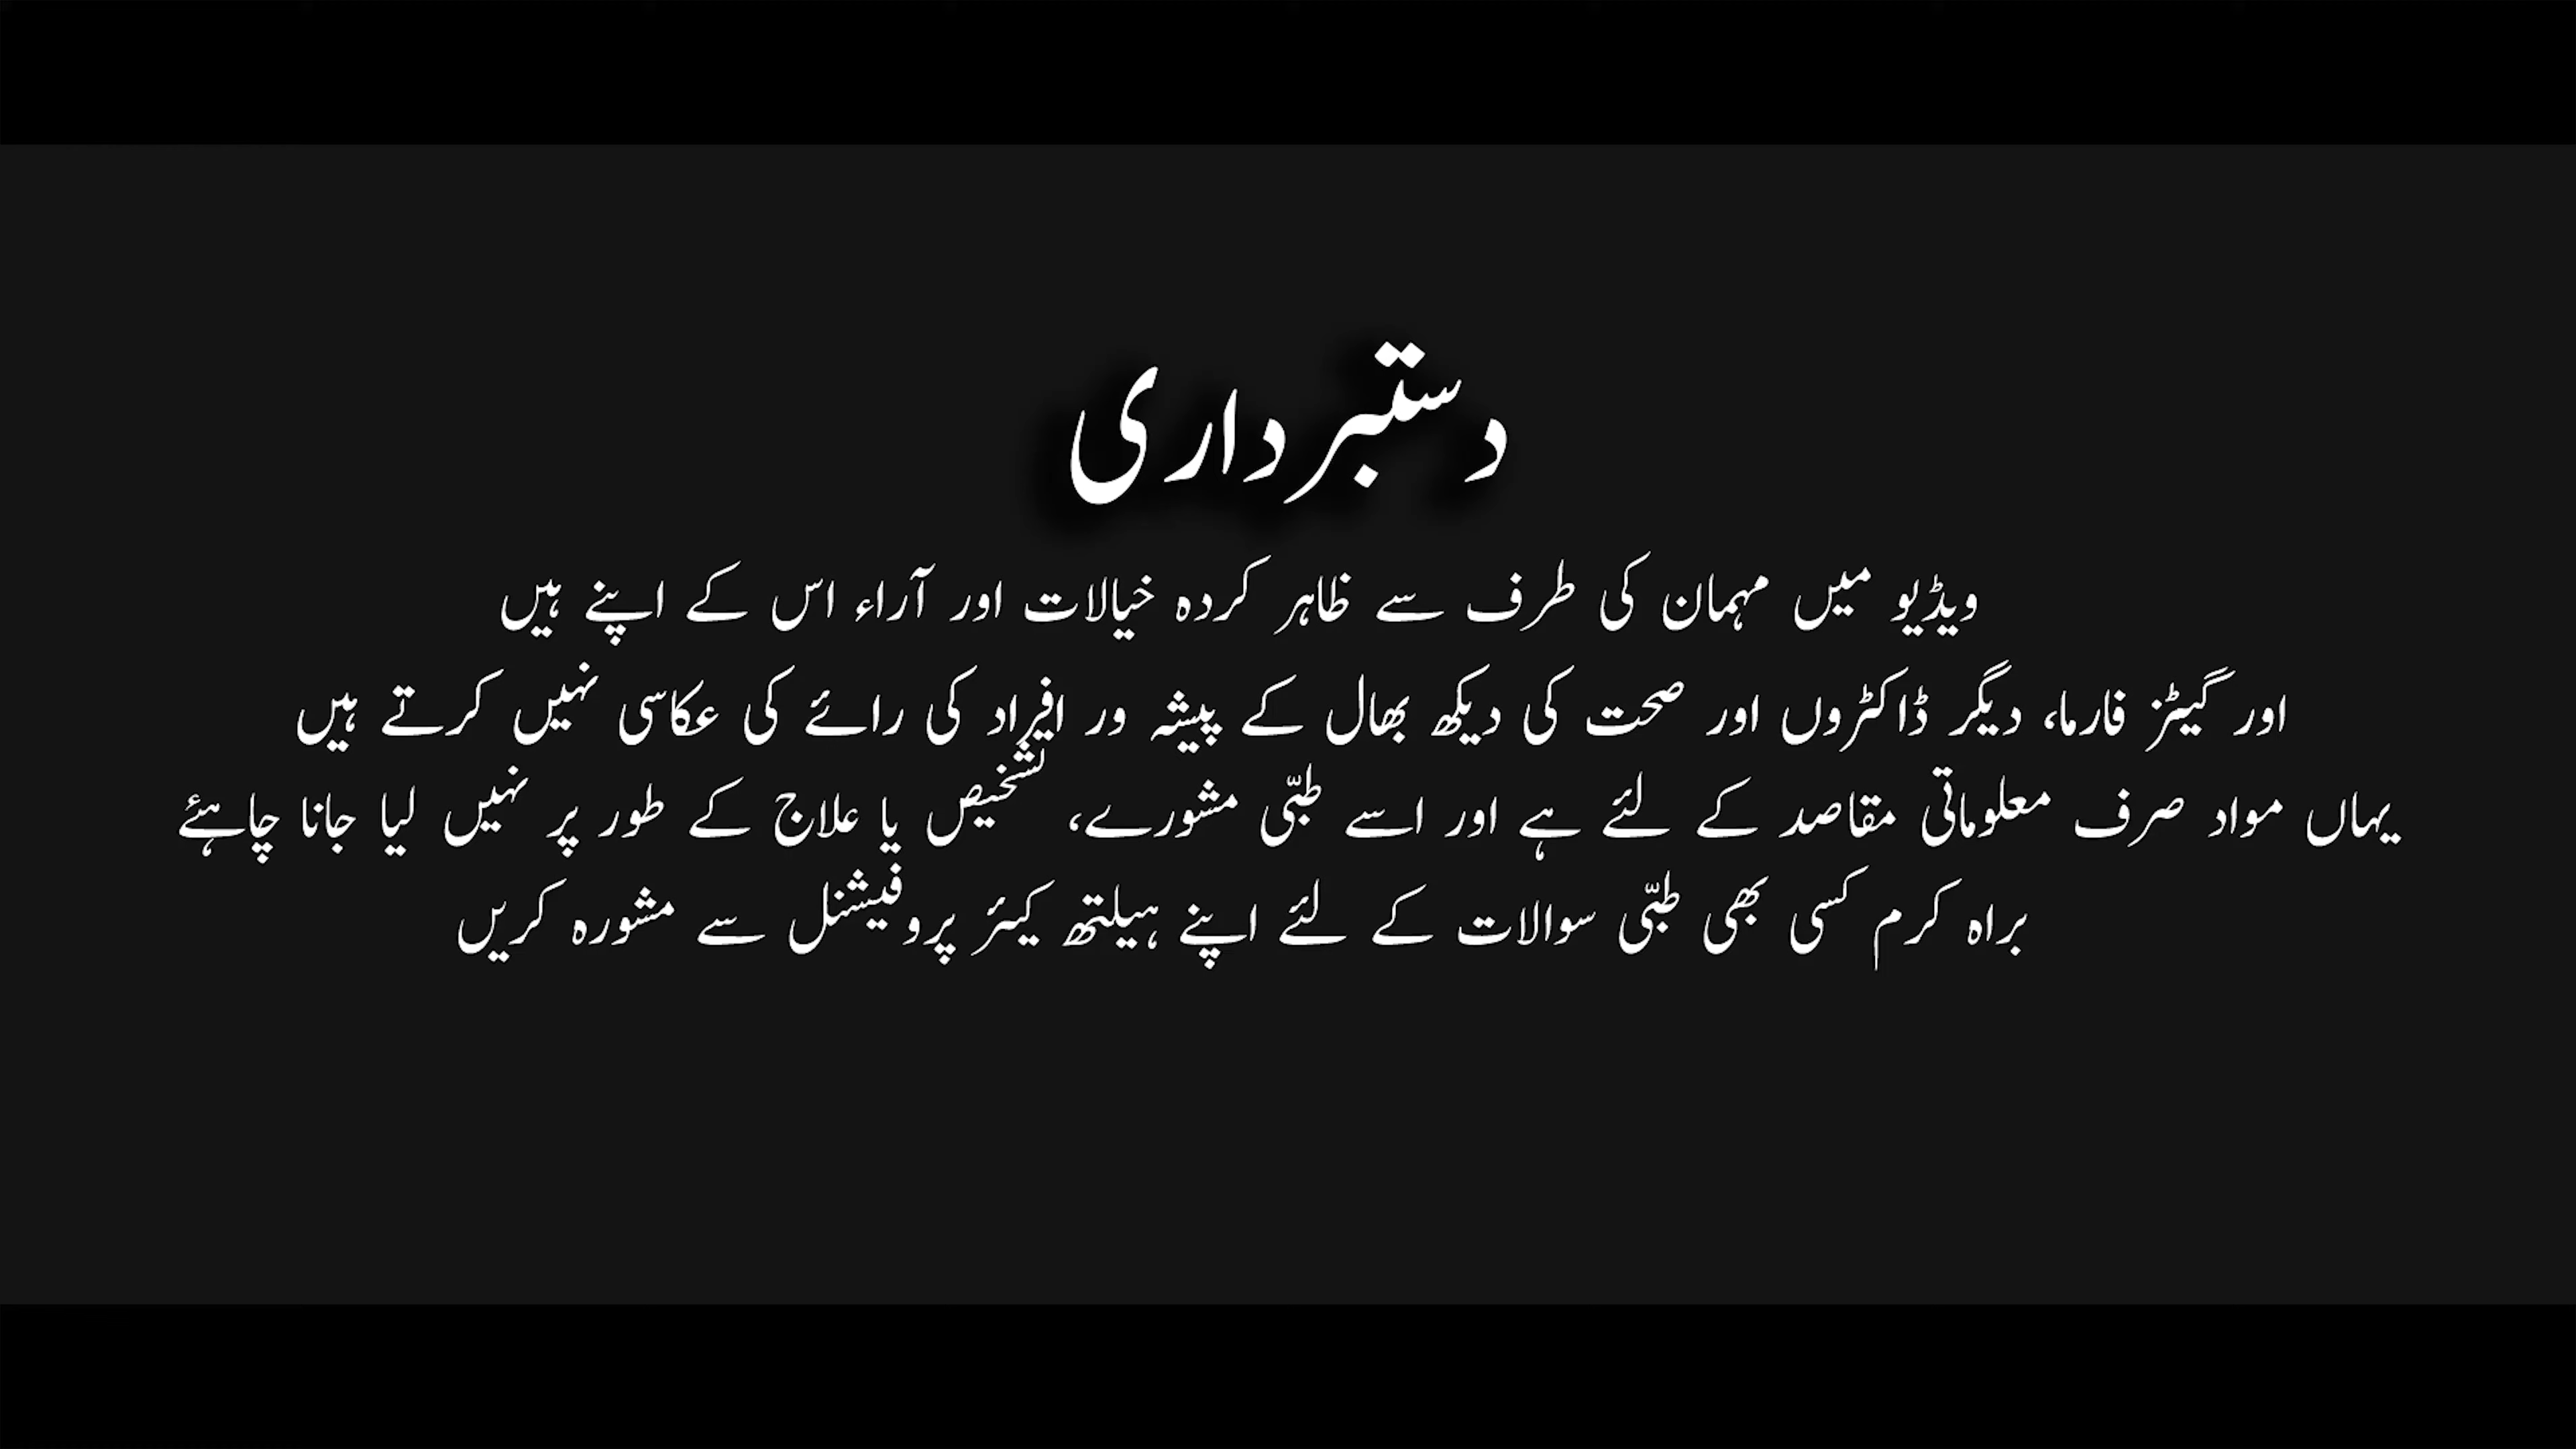 دستبرداری
ویڈیو میں مہمان کی طرف سے ظاہر کردہ خیالات اور آراء اس کے اپنے ہیں
اور گیٹز فارما، دیگر ڈاکٹروں اور صحت کی دیکھ بھال کے پیشہ ور افراد کی رائے کی عکاسی نہیں کرتے ہیں
یہاں مواد صرف معلوماتی مقاصد کے لئے ہے اور اسے طبّی مشورے، تشخیص یا علاج کے طور پر نہیں لیا جانا چاہئے
براہ کرم کسی بھی طبّی سوالات کے لئے اپنے ہیلتھ کیئر پروفیشنل سے مشورہ کریں